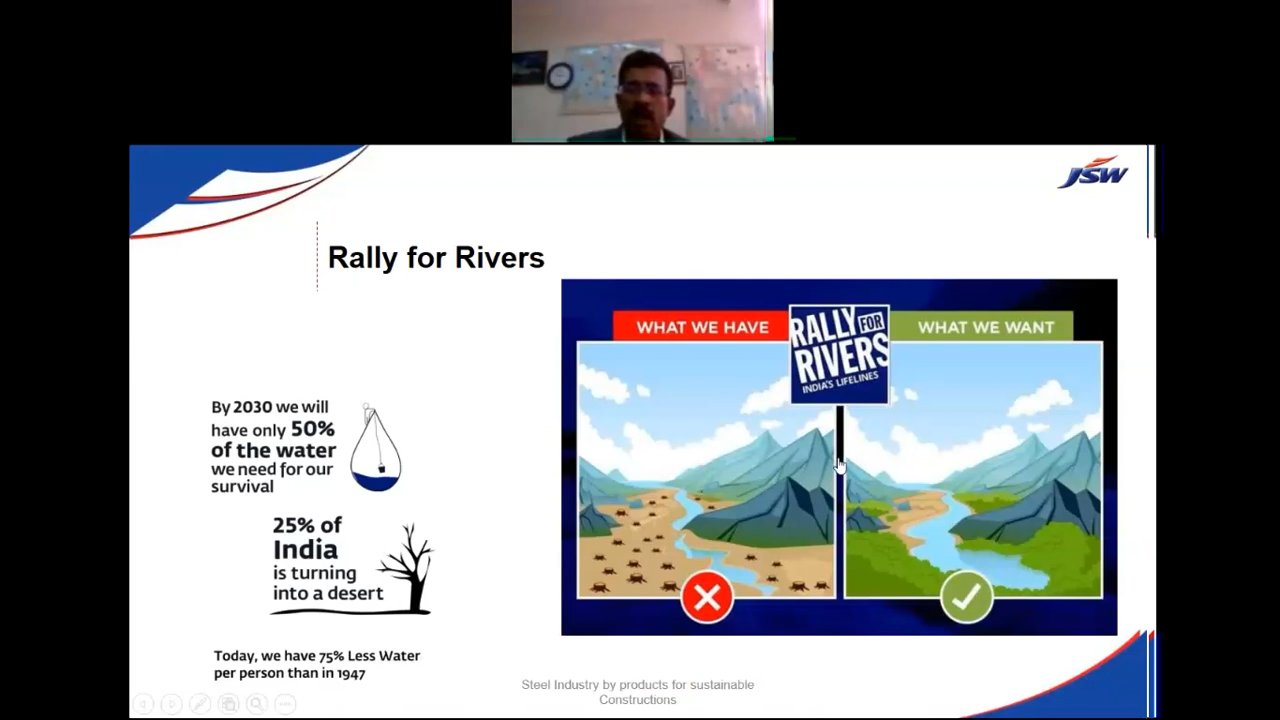 JSW
Rally for Rivers
WHAT WE HAVE
RALLY FOR
RIVERS
INDIA'S LIFELINES
WHAT WE WANT
By 2030 we will
have only 50%
of the water
we need for our
survival
25% of
India
is turning
into a desert
Today, we have 75% Less Water
per person than in 1947
Steel Industry by products for sustainable
Constructions